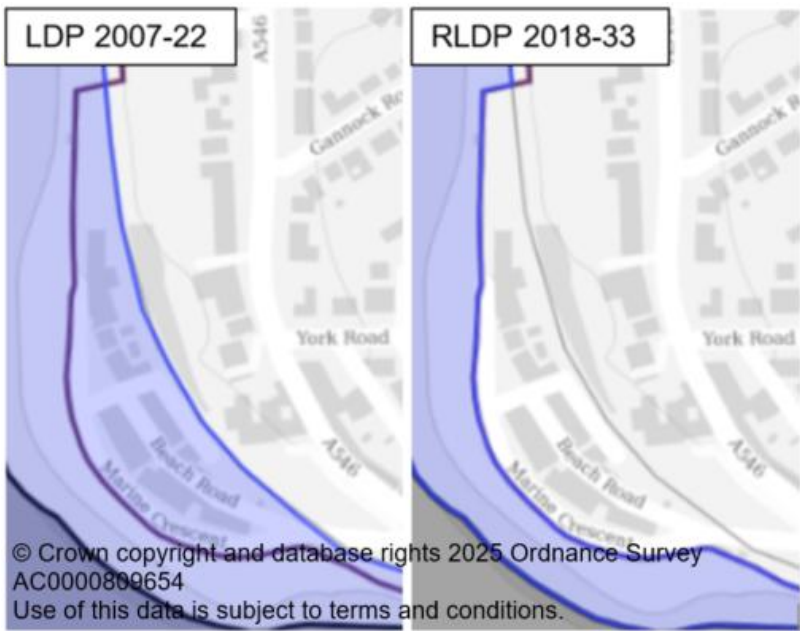 LDP 2007-22
A546
Gannock Ro
York Road
A546
Beach Road
Marine Crescent
RLDP 2018-33
Gannock R
York Road
A546
Beach Road
Marine Crescent
© Crown copyright and database rights 2025 Ordnance Survey
AC0000809654
Use of this data is subject to terms and conditions.